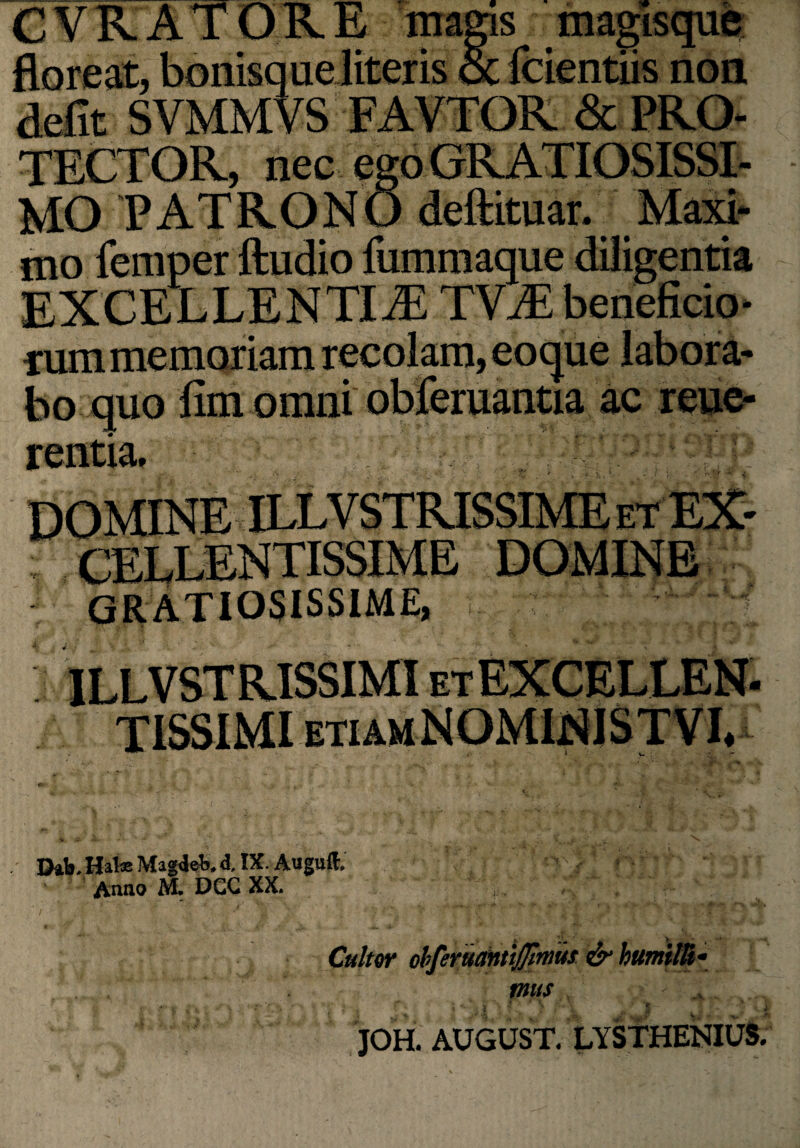 CVRATORE magis magisque
floreat, bonisque literis & ſcientiis non
deſit SVMMVS FAVTOR & PRO-
TECTOR, nec ego GRATIOSISSI-
MO PATRONO deſtituar. Maxi-
mo ſemper ſtudio ſummaque diligentia
EXCELLENTIÆ TVÆ beneficio-
rum memoriam recolam, eoque labora-
bo quo ſim omni obſeruantia ac reue-
rentia.
DOMINE ILLVSTRISSIME ET EX-
CELLENTISSIME DOMINE
GRATIOSISSIME,
ILLVSTRISSIMI ET EXCELLEN-
TISSIMI ETIAM NOMINIS TVI.
Dab. Halæ Magdeb. d. IX. Auguſt.
Anno M. DCC XX.
Cultor obſeruantiſſimus & humilli-
mus
JOH. AUGUST. LYSTHENIUS.